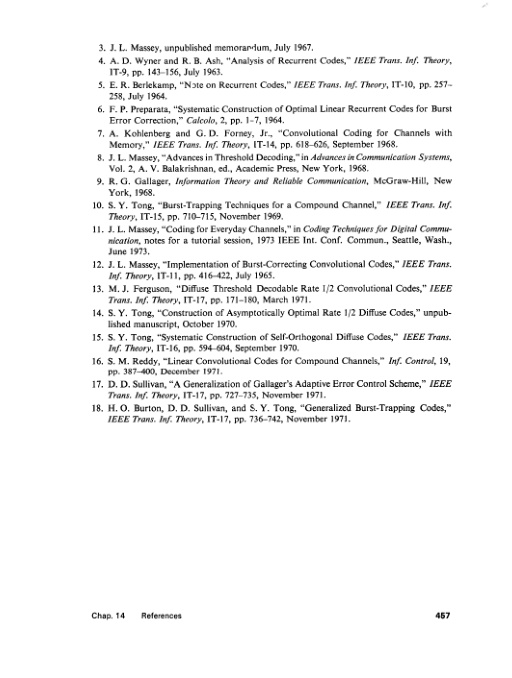 3. J. L. Massey, unpublished memorandum, July 1967.
4. A. D. Wyner and R. B. Ash, “Analysis of Recurrent Codes,” IEEE Trans. Inf. Theory,
IT-9, pp. 143–156, July 1963.
5. E. R. Berlekamp, “Note on Recurrent Codes,” IEEE Trans. Inf. Theory, IT-10, pp. 257–
258, July 1964.
6. F. P. Preparata, “Systematic Construction of Optimal Linear Recurrent Codes for Burst
Error Correction,” Calcolo, 2, pp. 1–7, 1964.
7. A. Kohlenberg and G. D. Forney, Jr., “Convolutional Coding for Channels with
Memory,” IEEE Trans. Inf. Theory, IT-14, pp. 618–626, September 1968.
8. J. L. Massey, “Advances in Threshold Decoding,” in Advances in Communication Systems,
Vol. 2, A. V. Balakrishnan, ed., Academic Press, New York, 1968.
9. R. G. Gallager, Information Theory and Reliable Communication, McGraw-Hill, New
York, 1968.
10. S. Y. Tong, “Burst-Trapping Techniques for a Compound Channel,” IEEE Trans. Inf.
Theory, IT-15, pp. 710–715, November 1969.
11. J. L. Massey, “Coding for Everyday Channels,” in Coding Techniques for Digital Commu-
nication, notes for a tutorial session, 1973 IEEE Int. Conf. Commun., Seattle, Wash.,
June 1973.
12. J. L. Massey, “Implementation of Burst-Correcting Convolutional Codes,” IEEE Trans.
Inf. Theory, IT-11, pp. 416–422, July 1965.
13. M. J. Ferguson, “Diffuse Threshold Decodable Rate 1/2 Convolutional Codes,” IEEE
Trans. Inf. Theory, IT-17, pp. 171–180, March 1971.
14. S. Y. Tong, “Construction of Asymptotically Optimal Rate 1/2 Diffuse Codes,” unpub-
lished manuscript, October 1970.
15. S. Y. Tong, “Systematic Construction of Self-Orthogonal Diffuse Codes,” IEEE Trans.
Inf. Theory, IT-16, pp. 594–604, September 1970.
16. S. M. Reddy, “Linear Convolutional Codes for Compound Channels,” Inf. Control, 19,
pp. 387–400, December 1971.
17. D. D. Sullivan, “A Generalization of Gallager’s Adaptive Error Control Scheme,” IEEE
Trans. Inf. Theory, IT-17, pp. 727–735, November 1971.
18. H. O. Burton, D. D. Sullivan, and S. Y. Tong, “Generalized Burst-Trapping Codes,”
IEEE Trans. Inf. Theory, IT-17, pp. 736–742, November 1971.
Chap. 14 References 457